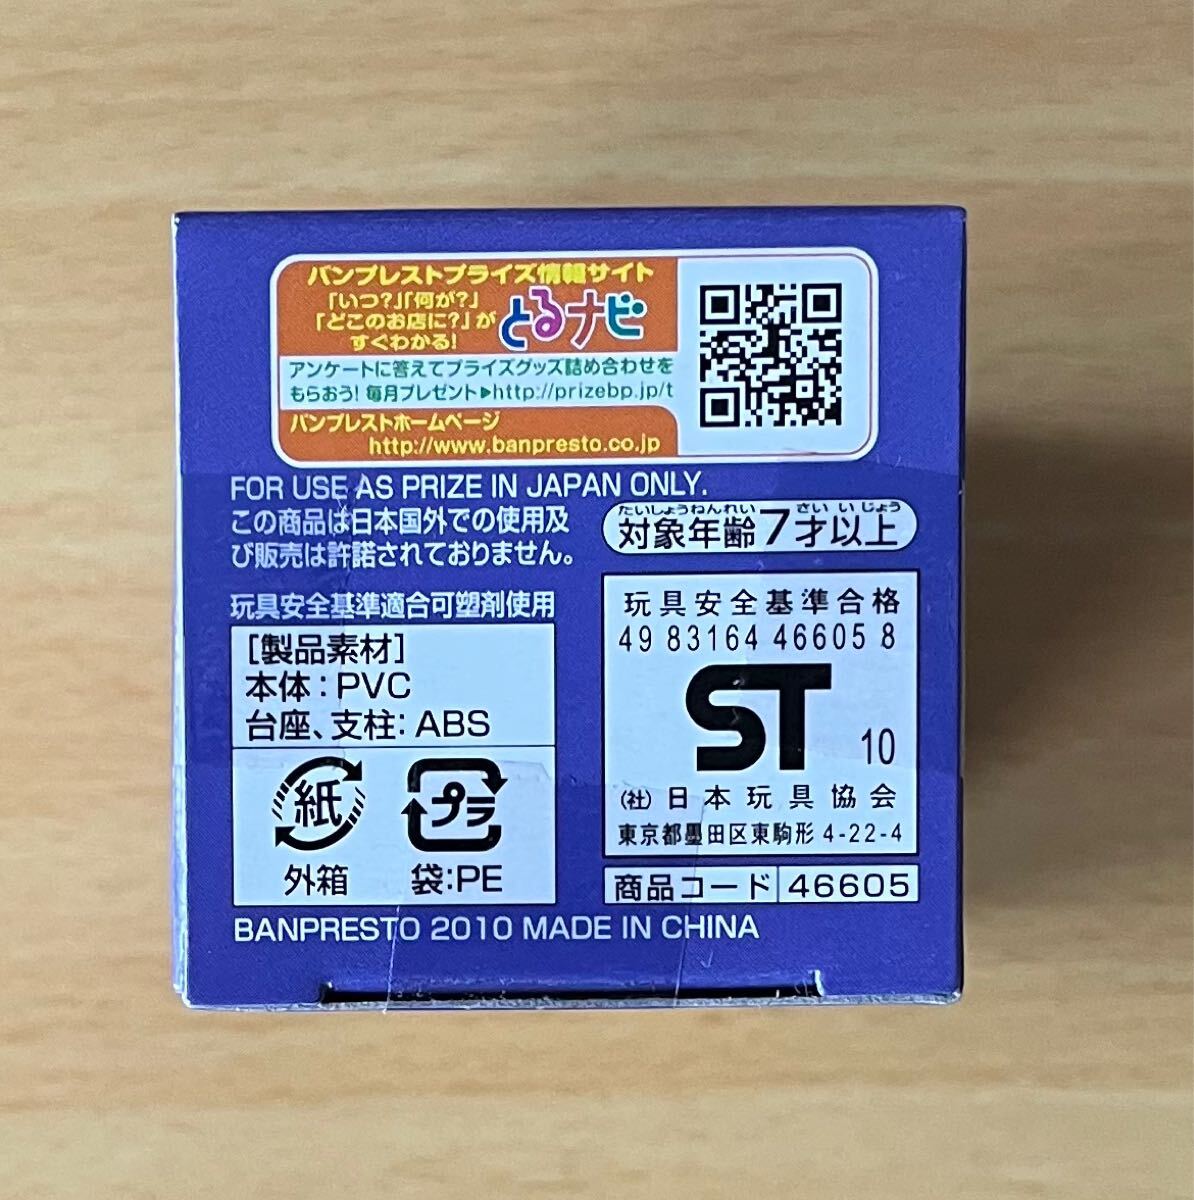 バンプレストプライズ情報サイト
「いつ?」「何が?」
「どこのお店に?」が
すぐわかる!
とるナビ
アンケートに答えてプライズグッズ詰め合わせを
もらおう! 毎月プレゼント▶http://prizebp.jp/t
バンプレストホームページ
http://www.banpresto.co.jp
FOR USE AS PRIZE IN JAPAN ONLY.
この商品は日本国外での使用及
び販売は許諾されておりません。
たいしょうねんれい さい いじょう
対象年齢7才以上
玩具安全基準適合可塑剤使用
[製品素材]
本体:PVC
台座、支柱:ABS
紙
外箱
プラ
袋:PE
玩具安全基準合格
49 83164 46605 8
ST
10
(社)日本玩具協会
東京都墨田区東駒形 4-22-4
商品コード 46605
BANPRESTO 2010 MADE IN CHINA